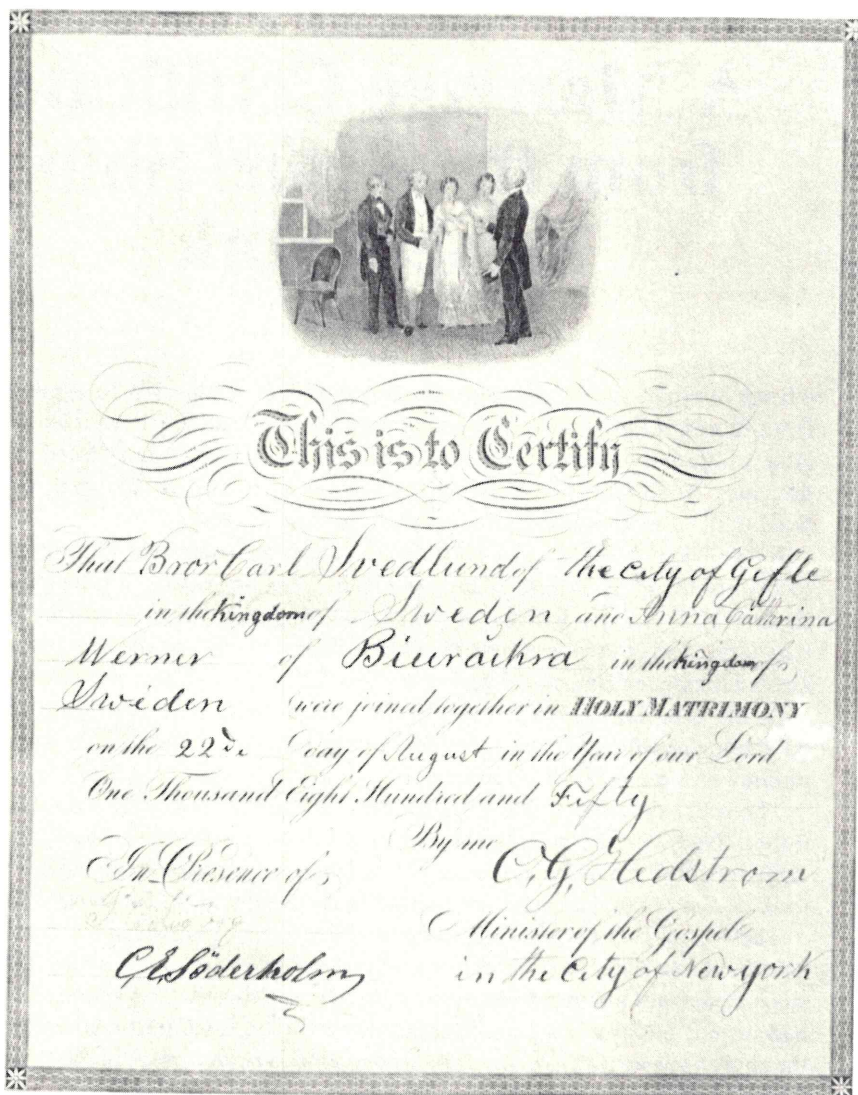 This is to Certify
That Bror Carl Svedlund of the City of Gefle
in the Kingdom of Sweden and Anna Cathrina
Werner of in the Kingdom of
Sweden were joined together in HOLY MATRIMONY
on the 22de day of August in the Year of our Lord
One Thousand Eight Hundred and Fifty
By me
In Presence of C. G. Hedstrom
Minister of the Gospel
C. E. Söderholm in the City of New york